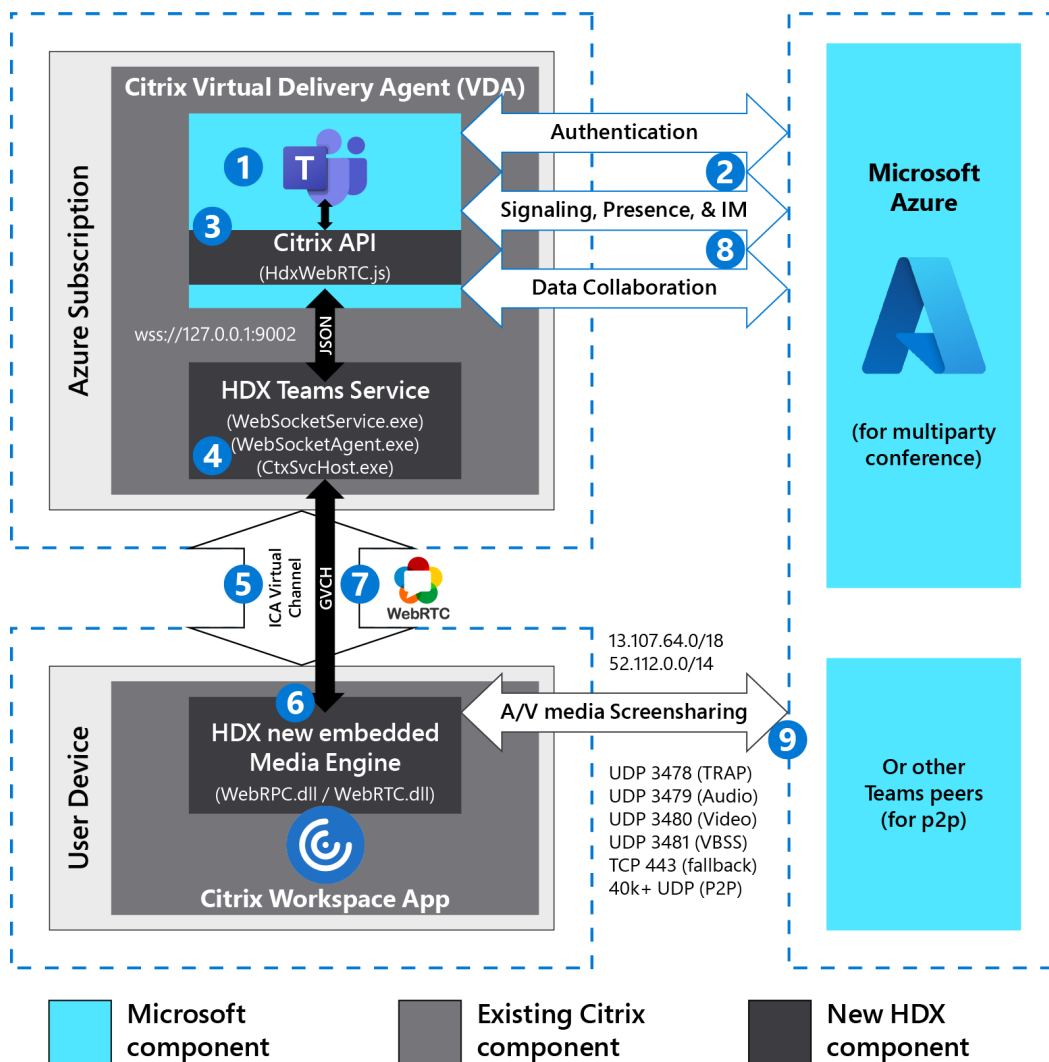 Citrix Virtual Delivery Agent (VDA)
Azure Subscription
1
T
3
Citrix API
(HdxWebRTC.js)
wss://127.0.0.1:9002
JSON
HDX Teams Service
(WebSocketService.exe)
(WebSocketAgent.exe)
4
(CtxSvcHost.exe)
Authentication
2
Signaling, Presence, & IM
8
Data Collaboration
Microsoft
Azure
(for multiparty
conference)
5
ICA Virtual
Channel
GVCH
7
WebRTC
User Device
6
HDX new embedded
Media Engine
(WebRPC.dll / WebRTC.dll)
Citrix Workspace App
13.107.64.0/18
52.112.0.0/14
A/V media Screensharing
9
UDP 3478 (TRAP)
UDP 3479 (Audio)
UDP 3480 (Video)
UDP 3481 (VBSS)
TCP 443 (fallback)
40k+ UDP (P2P)
Or other
Teams peers
(for p2p)
Microsoft
component
Existing Citrix
component
New HDX
component